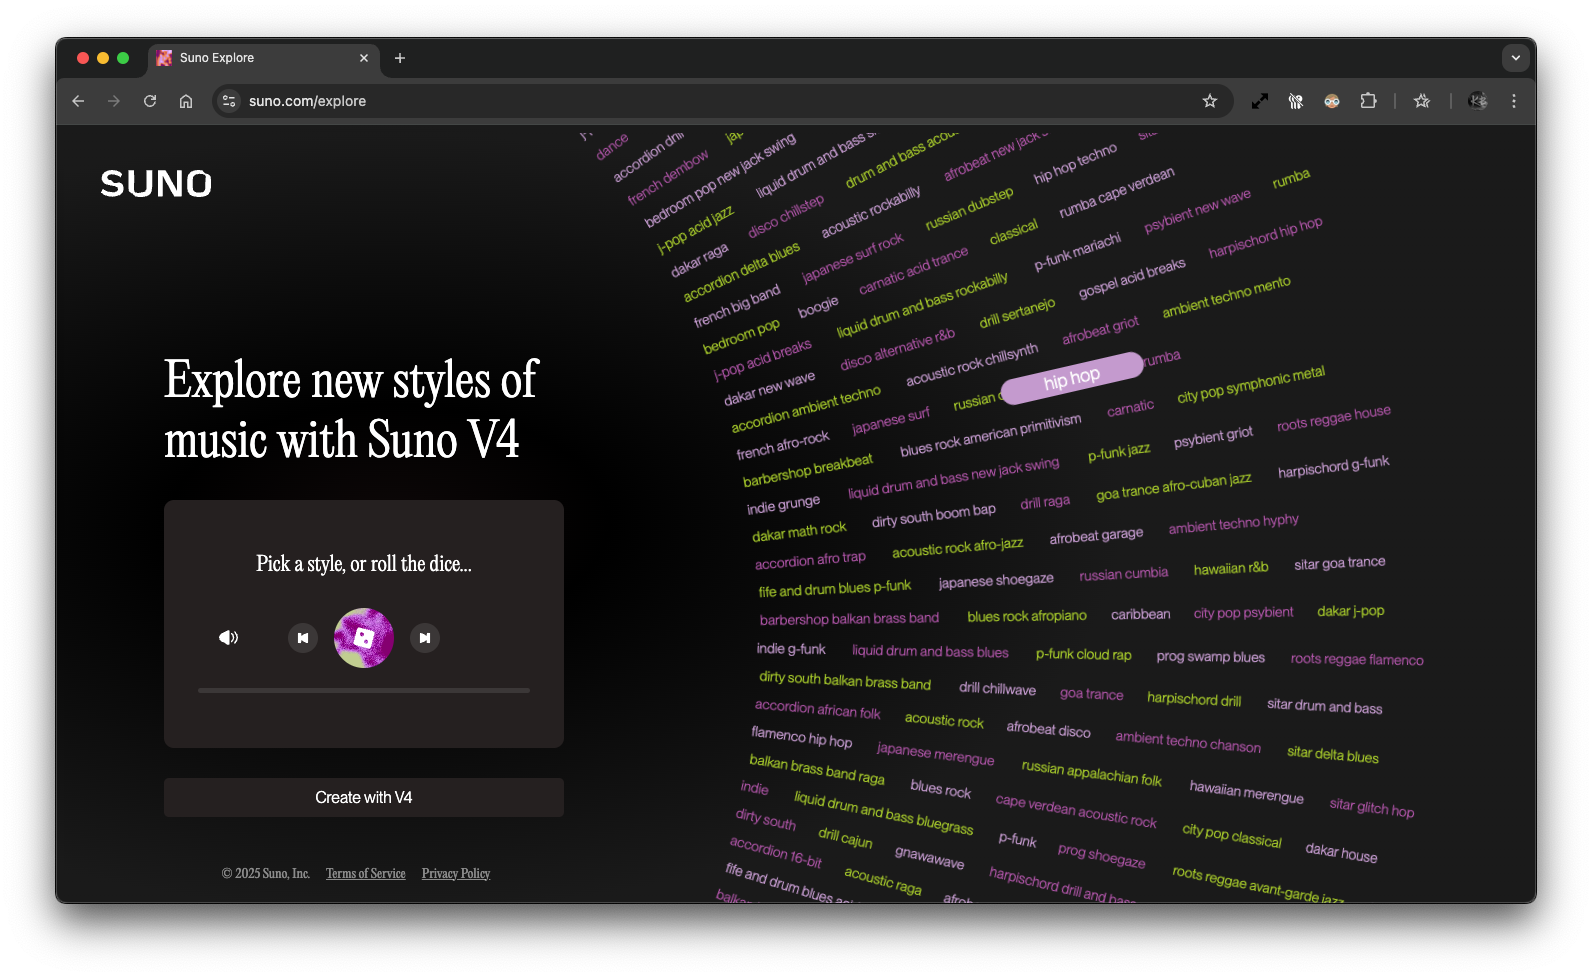 Suno Explore
suno.com/explore
SUNO
Explore new styles of
music with Suno V4
Pick a style, or roll the dice...
Create with V4
© 2025 Suno, Inc. Terms of Service Privacy Policy
dance
accordion
french dembow
bedroom pop new jack swing
liquid drum and bass
j-pop acid jazz
disco chillstep
drum and bass
afrobeat new jack
dakar raga
acoustic rockabilly
hip hop techno
accordion delta blues
japanese surf rock
russian dubstep
rumba cape verdean
french big band
boogie
carnatic acid trance
classical
psybient new wave
rumba
bedroom pop
liquid drum and bass rockabilly
p-funk mariachi
harpischord hip hop
j-pop acid breaks
disco alternative r&b
drill sertanejo
gospel acid breaks
dakar new wave
acoustic rock chillsynth
afrobeat griot
ambient techno mento
accordion ambient techno
russian
hip hop
rumba
french afro-rock
japanese surf
blues rock american primitivism
carnatic
city pop symphonic metal
barbershop breakbeat
liquid drum and bass new jack swing
p-funk jazz
psybient griot
roots reggae house
indie grunge
dirty south boom bap
drill raga
goa trance afro-cuban jazz
harpischord g-funk
dakar math rock
acoustic rock afro-jazz
afrobeat garage
ambient techno hyphy
accordion afro trap
japanese shoegaze
russian cumbia
hawaiian r&b
sitar goa trance
fife and drum blues p-funk
blues rock afropiano
caribbean
city pop psybient
dakar j-pop
barbershop balkan brass band
indie g-funk
liquid drum and bass blues
p-funk cloud rap
prog swamp blues
roots reggae flamenco
dirty south balkan brass band
drill chillwave
goa trance
harpischord drill
sitar drum and bass
accordion african folk
acoustic rock
afrobeat disco
ambient techno chanson
sitar delta blues
flamenco hip hop
japanese merengue
russian appalachian folk
hawaiian merengue
sitar glitch hop
balkan brass band raga
blues rock
cape verdean acoustic rock
city pop classical
dakar house
indie
liquid drum and bass bluegrass
p-funk
prog shoegaze
roots reggae avant-garde jazz
dirty south
drill cajun
gnawawave
harpischord drill and bass
accordion 16-bit
acoustic raga
fife and drum blues